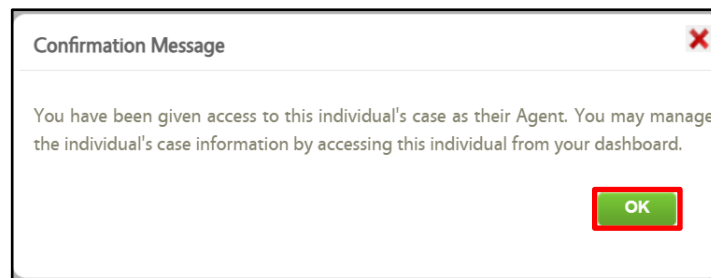 Confirmation Message
You have been given access to this individual's case as their Agent. You may manage
the individual's case information by accessing this individual from your dashboard.
OK